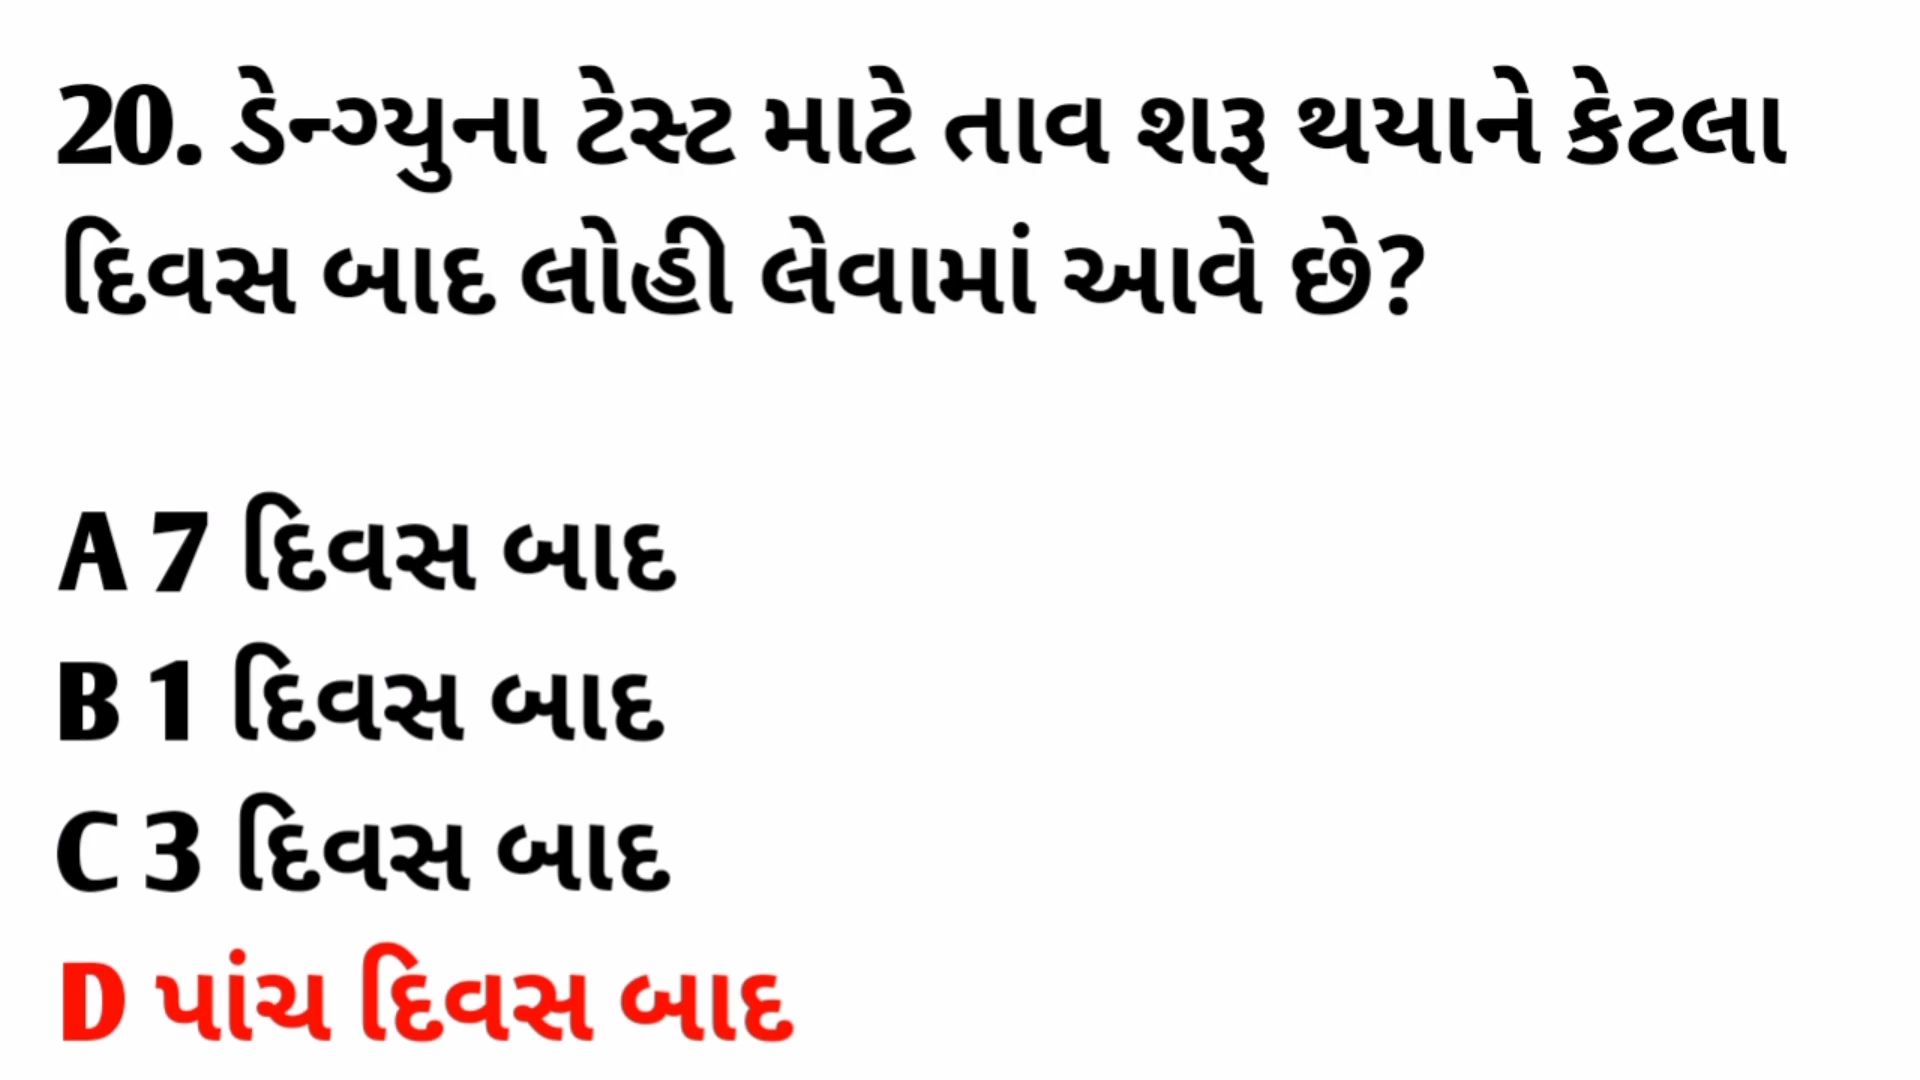 20. ડેન્ગ્યુના ટેસ્ટ માટે તાવ શરૂ થયાને કેટલા
દિવસ બાદ લોહી લેવામાં આવે છે?
A 7 દિવસ બાદ
B 1 દિવસ બાદ
C 3 દિવસ બાદ
D પાંચ દિવસ બાદ